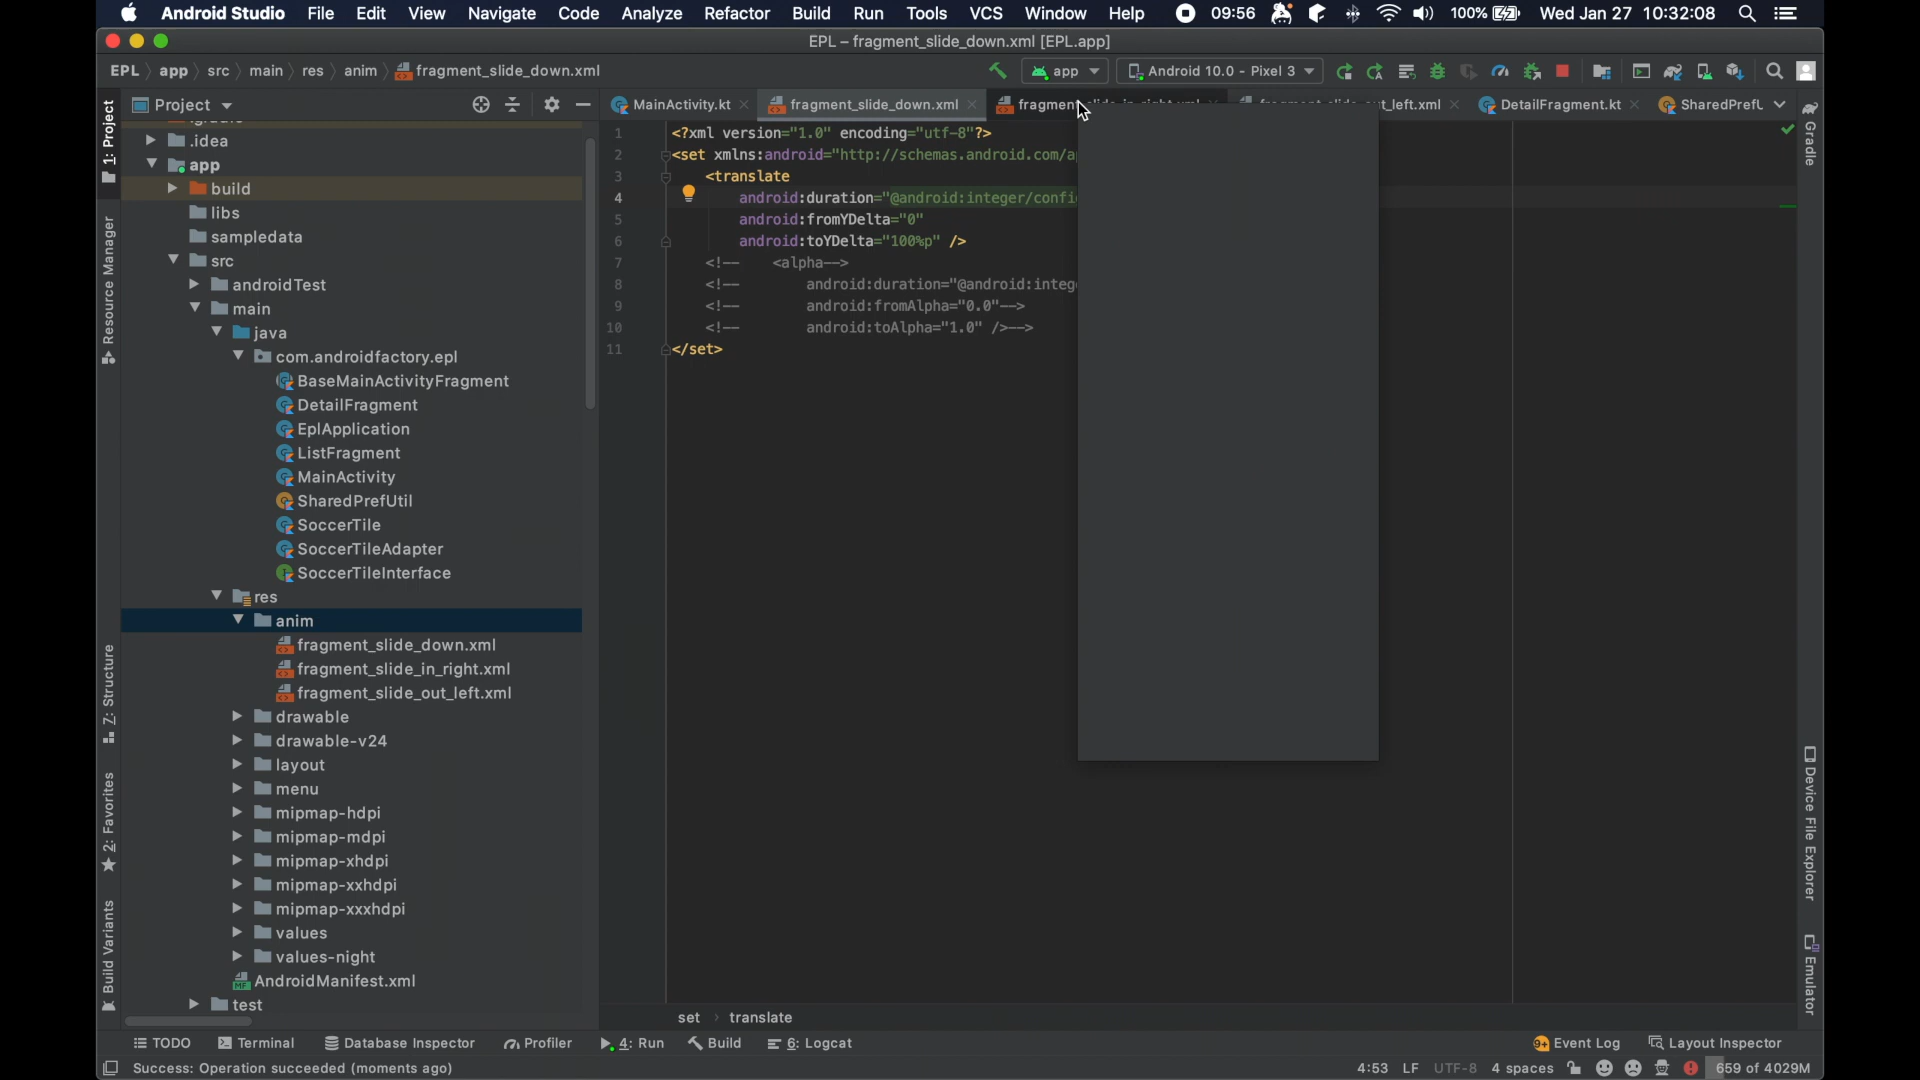 Android Studio File Edit View Navigate Code Analyze Refactor Build Run Tools VCS Window Help 09:56 100% Wed Jan 27 10:32:08
EPL – fragment_slide_down.xml [EPL.app]
EPL app src main res anim fragment_slide_down.xml app Android 10.0 - Pixel 3
Project
MainActivity.kt fragment_slide_down.xml DetailFragment.kt SharedPrefL
1: Project
Resource Manager
Z: Structure
2: Favorites
Build Variants
.idea
app
build
libs
sampledata
src
androidTest
main
java
com.androidfactory.epl
BaseMainActivityFragment
DetailFragment
EplApplication
ListFragment
MainActivity
SharedPrefUtil
SoccerTile
SoccerTileAdapter
SoccerTileInterface
res
anim
fragment_slide_down.xml
fragment_slide_in_right.xml
fragment_slide_out_left.xml
drawable
drawable-v24
layout
menu
mipmap-hdpi
mipmap-mdpi
mipmap-xhdpi
mipmap-xxhdpi
mipmap-xxxhdpi
values
values-night
AndroidManifest.xml
test
1 <?xml version="1.0" encoding="utf-8"?>
2 <set xmlns:android="http://schemas.android.com/a
3 <translate
4 android:duration="@android:integer/confi
5 android:fromYDelta="0"
6 android:toYDelta="100%p" />
7 <!-- <alpha-->
8 <!-- android:duration="@android:integ
9 <!-- android:fromAlpha="0.0"-->
10 <!-- android:toAlpha="1.0" />-->
11 </set>
Gradle
Device File Explorer
Emulator
set translate
TODO Terminal Database Inspector Profiler 4: Run Build 6: Logcat 9+ Event Log Layout Inspector
Success: Operation succeeded (moments ago) 4:53 LF UTF-8 4 spaces 659 of 4029M